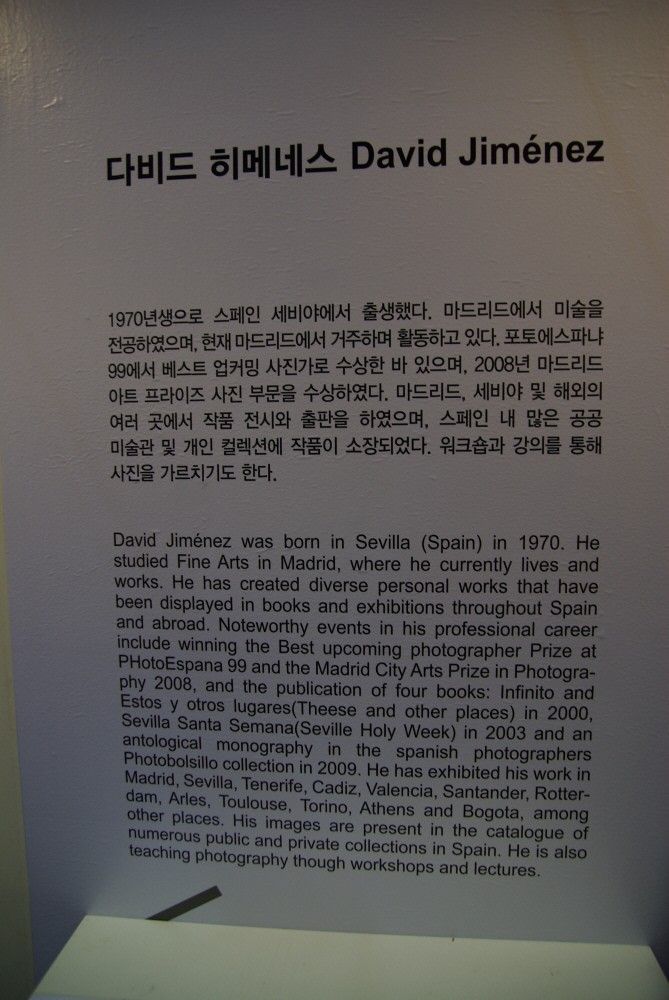 다비드 히메네스 David Jiménez
1970년생으로 스페인 세비야에서 출생했다. 마드리드에서 미술을
전공하였으며, 현재 마드리드에서 거주하며 활동하고 있다. 포토에스파냐
99에서 베스트 업커밍 사진가로 수상한 바 있으며, 2008년 마드리드
아트 프라이즈 사진 부문을 수상하였다. 마드리드, 세비야 및 해외의
여러 곳에서 작품 전시와 출판을 하였으며, 스페인 내 많은 공공
미술관 및 개인 컬렉션에 작품이 소장되었다. 워크숍과 강의를 통해
사진을 가르치기도 한다.
David Jiménez was born in Sevilla (Spain) in 1970. He
studied Fine Arts in Madrid, where he currently lives and
works. He has created diverse personal works that have
been displayed in books and exhibitions throughout Spain
and abroad. Noteworthy events in his professional career
include winning the Best upcoming photographer Prize at
PHotoEspana 99 and the Madrid City Arts Prize in Photogra-
phy 2008, and the publication of four books: Infinito and
Estos y otros lugares(Theese and other places) in 2000,
Sevilla Santa Semana(Seville Holy Week) in 2003 and an
antological monography in the spanish photographers
Photobolsillo collection in 2009. He has exhibited his work in
Madrid, Sevilla, Tenerife, Cadiz, Valencia, Santander, Rotter-
dam, Arles, Toulouse, Torino, Athens and Bogota, among
other places. His images are present in the catalogue of
numerous public and private collections in Spain. He is also
teaching photography though workshops and lectures.